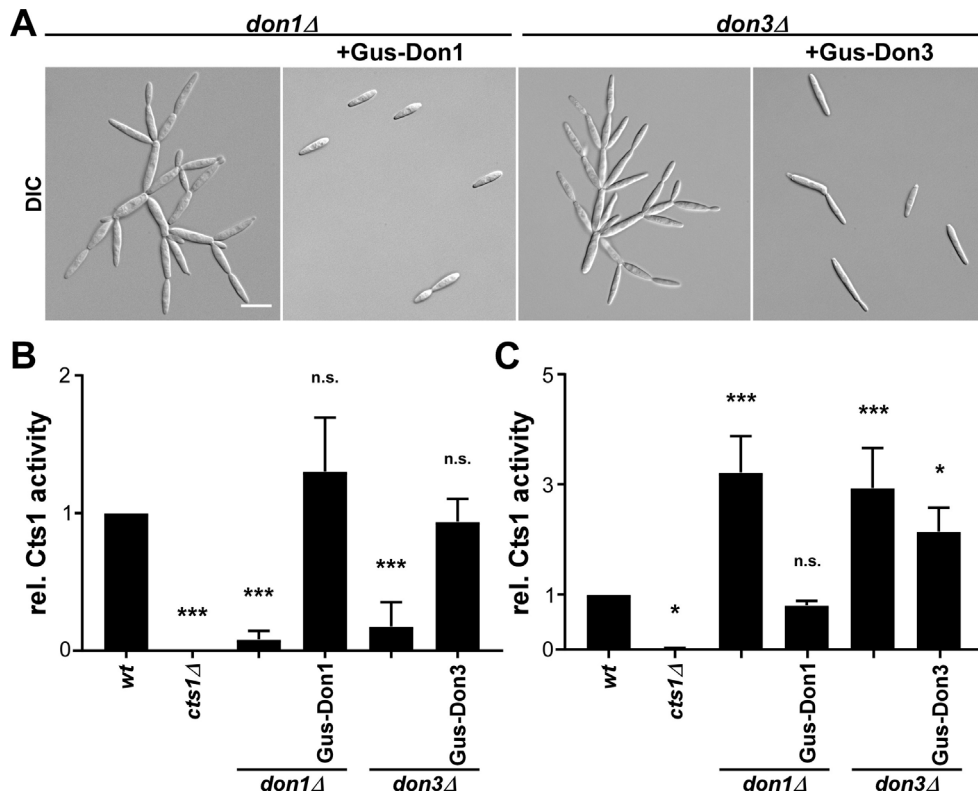 A
don1Δ
don3Δ
+Gus-Don1
+Gus-Don3
DIC
B
rel. Cts1 activity
2
1
0
***
***
n.s.
***
n.s.
wt
cts1Δ
Gus-Don1
Gus-Don3
don1Δ
don3Δ
C
rel. Cts1 activity
5
3
1
0
*
***
n.s.
***
*
wt
cts1Δ
Gus-Don1
Gus-Don3
don1Δ
don3Δ